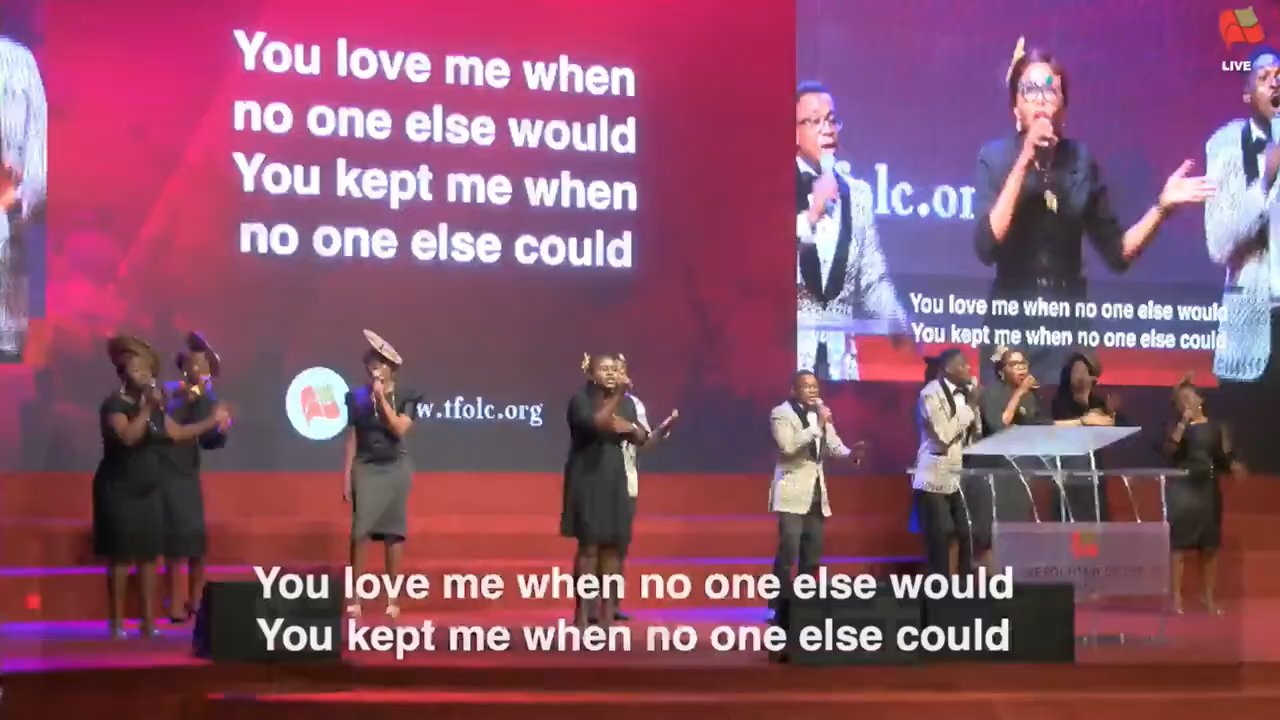 You love me when
no one else would
You kept me when
no one else could
w.tfolc.org
LIVE
folc.or
You love me when no one else would
You kept me when no one else could
You love me when no one else would
You kept me when no one else could